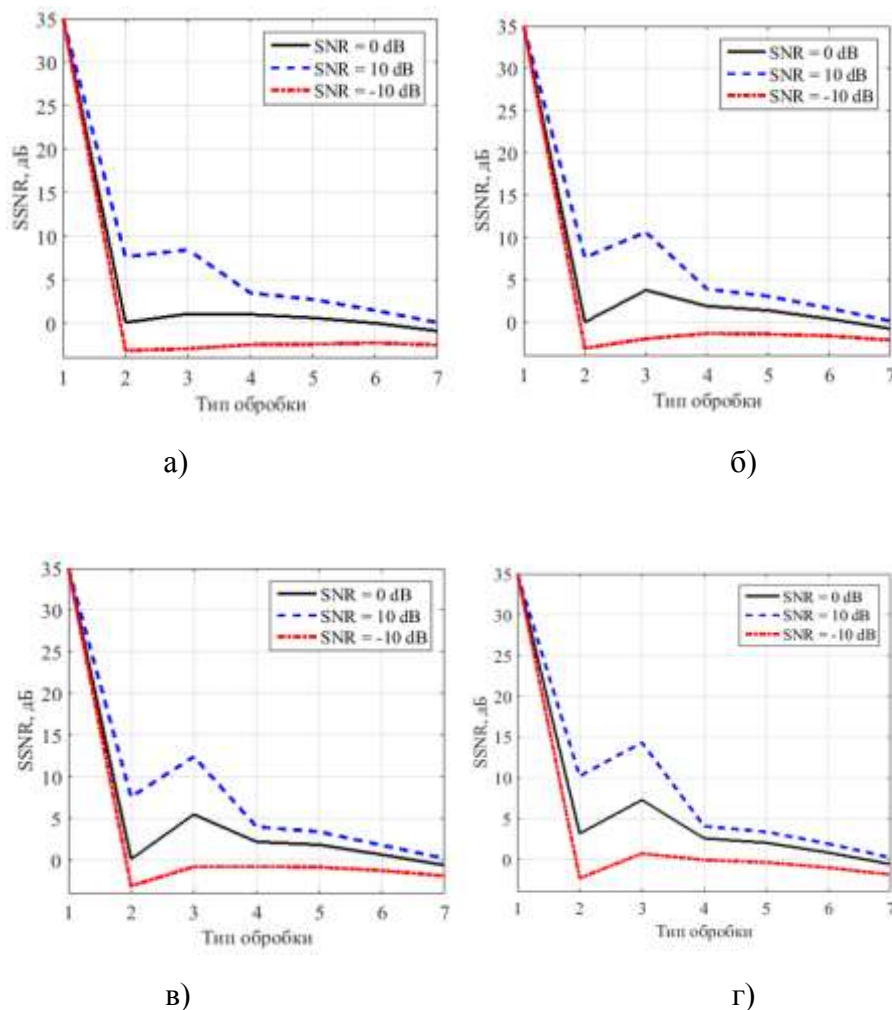 35
30
25
20
15
10
5
0
SSNR, дБ
SNR = 0 dB
SNR = 10 dB
SNR = -10 dB
1 2 3 4 5 6 7
Тип обробки
а)
35
30
25
20
15
10
5
0
SSNR, дБ
SNR = 0 dB
SNR = 10 dB
SNR = -10 dB
1 2 3 4 5 6 7
Тип обробки
б)
35
30
25
20
15
10
5
0
SSNR, дБ
SNR = 0 dB
SNR = 10 dB
SNR = -10 dB
1 2 3 4 5 6 7
Тип обробки
в)
35
30
25
20
15
10
5
0
SSNR, дБ
SNR = 0 dB
SNR = 10 dB
SNR = -10 dB
1 2 3 4 5 6 7
Тип обробки
г)